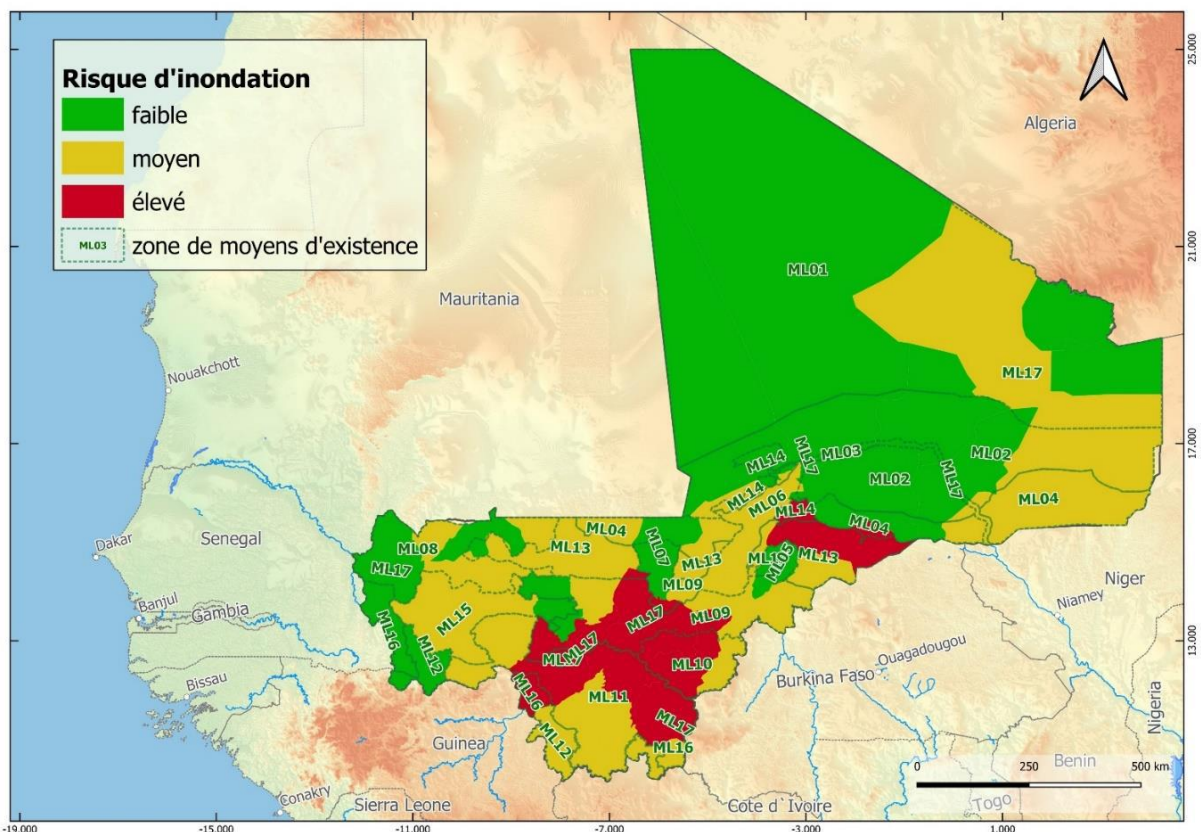 Risque d'inondation
faible
moyen
élevé
ML03 zone de moyens d'existence
25.000
Algeria
21.000
ML01
Mauritania
Nouakchott
ML17
17.000
ML14
ML17
ML03
ML02
ML02
ML17
ML14
ML06
ML04
ML14
ML04
Dakar
Senegal
ML08
ML04
ML13
ML07
ML13
ML05
ML13
ML17
ML09
Niger
Niamey
Banjul
Gambia
ML15
ML16
ML12
ML17
ML09
ML17
ML10
Ouagadougou
Burkina Faso
13.000
Bissau
ML16
ML11
ML17
ML12
ML16
Guinea
Nigeria
Benin
0 250 500 km
Togo
Conakry
Sierra Leone
Cote d`Ivoire
-19.000 -15.000 -11.000 -7.000 -3.000 1.000